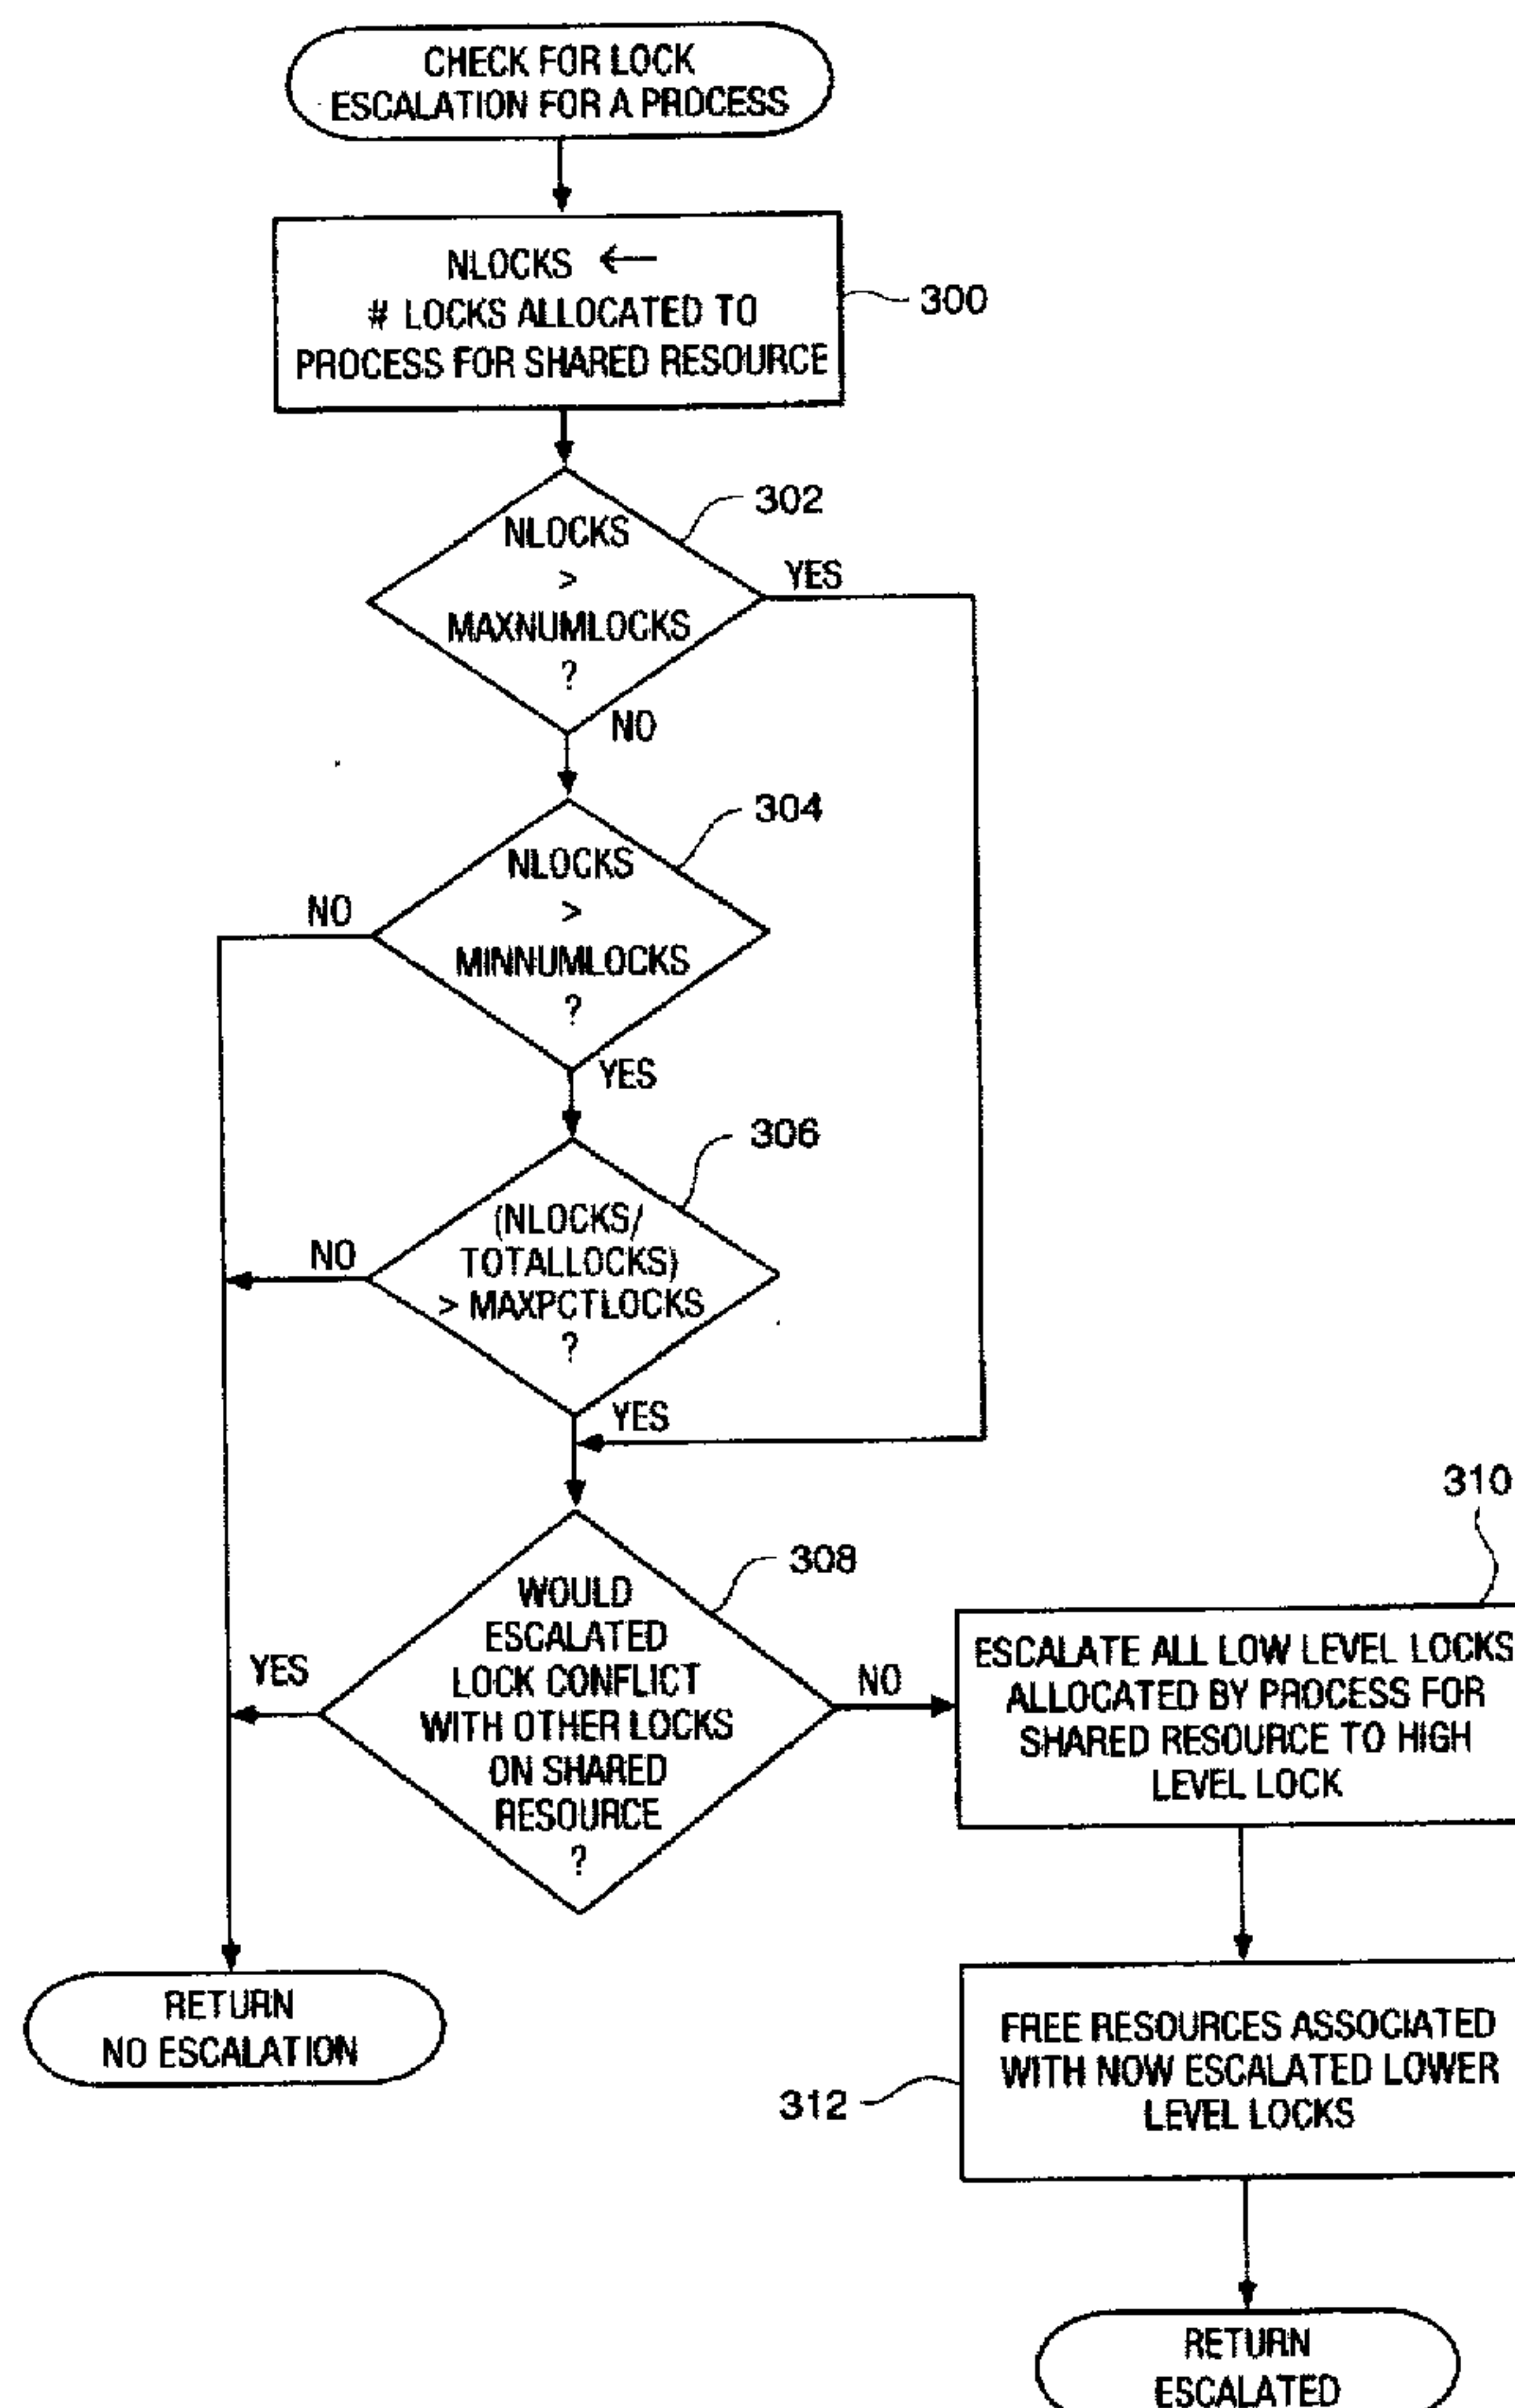 CHECK FOR LOCK
ESCALATION FOR A PROCESS
NLOCKS ←
# LOCKS ALLOCATED TO
PROCESS FOR SHARED RESOURCE
300
302
NLOCKS
>
MAXNUMLOCKS
?
YES
NO
304
NLOCKS
>
MINNUMLOCKS
?
NO
YES
306
(NLOCKS/
TOTALLOCKS)
> MAXPCTLOCKS
?
NO
YES
308
WOULD
ESCALATED
LOCK CONFLICT
WITH OTHER LOCKS
ON SHARED
RESOURCE
?
YES
NO
310
ESCALATE ALL LOW LEVEL LOCKS
ALLOCATED BY PROCESS FOR
SHARED RESOURCE TO HIGH
LEVEL LOCK
RETURN
NO ESCALATION
312
FREE RESOURCES ASSOCIATED
WITH NOW ESCALATED LOWER
LEVEL LOCKS
RETURN
ESCALATED